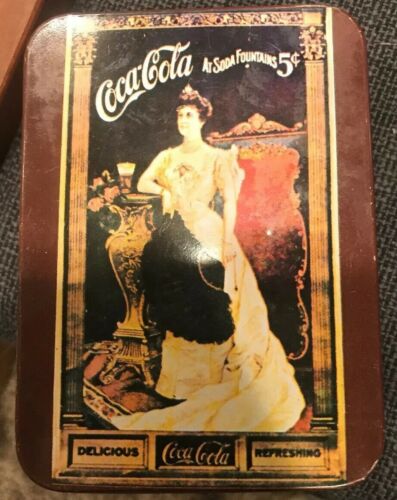 Coca-Cola AT SODA FOUNTAINS 5¢
DELICIOUS Coca-Cola REFRESHING